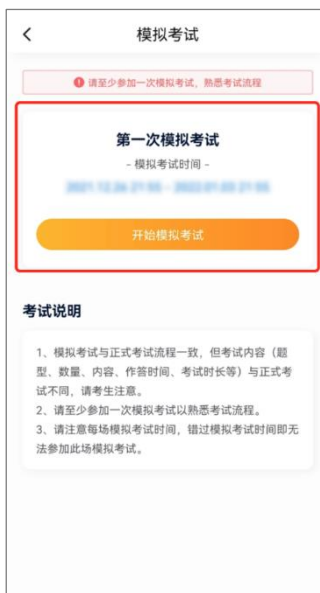 模拟考试
请至少参加一次模拟考试，熟悉考试流程
第一次模拟考试
- 模拟考试时间 -
开始模拟考试
考试说明
1、模拟考试与正式考试流程一致，但考试内容（题
型、数量、内容、作答时间、考试时长等）与正式考
试不同，请考生注意。
2、请至少参加一次模拟考试以熟悉考试流程。
3、请注意每场模拟考试时间，错过模拟考试时间即无
法参加此场模拟考试。